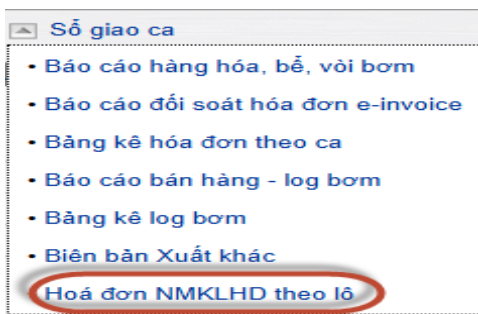 Sổ giao ca
• Báo cáo hàng hóa, bể, vòi bơm
• Báo cáo đối soát hóa đơn e-invoice
• Bảng kê hóa đơn theo ca
• Báo cáo bán hàng - log bơm
• Bảng kê log bơm
• Biên bản Xuất khác
Hoá đơn NMKLHD theo lô